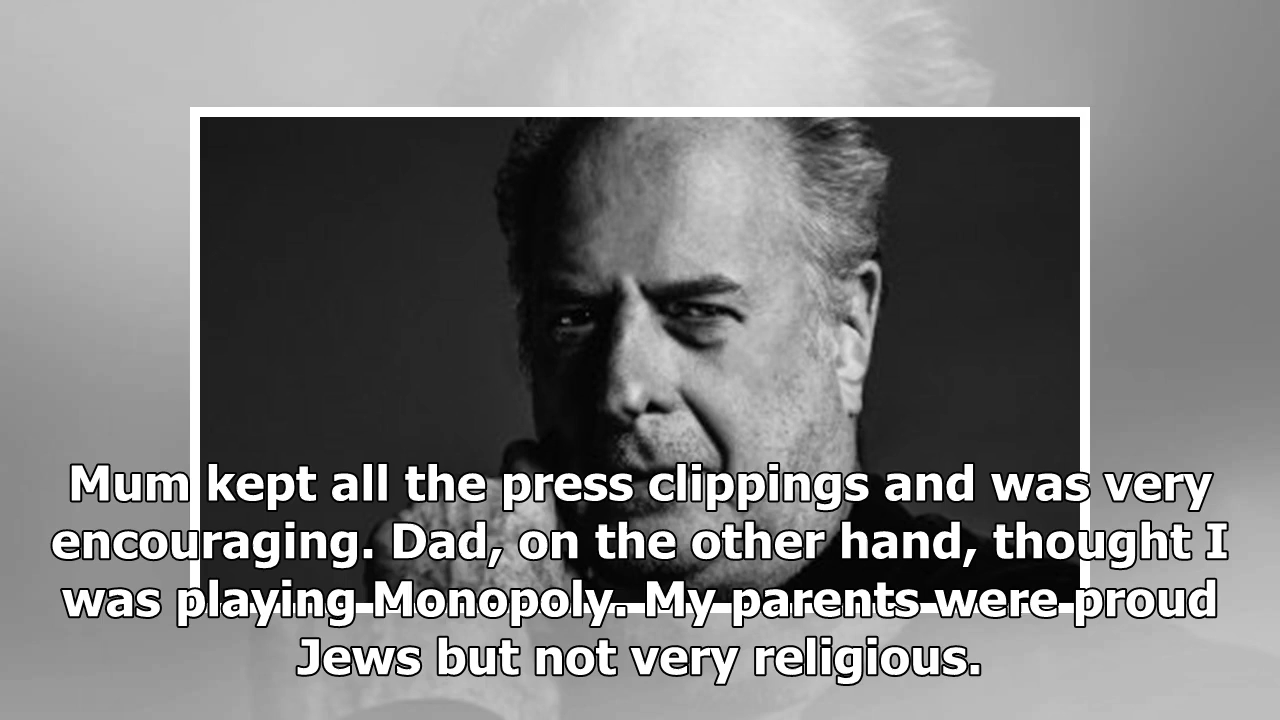 Mum kept all the press clippings and was very
encouraging. Dad, on the other hand, thought I
was playing Monopoly. My parents were proud
Jews but not very religious.